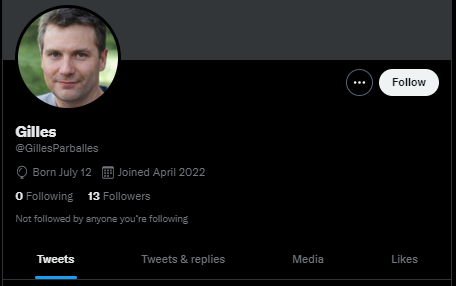 Follow
Gilles
@GillesParballes
Born July 12 Joined April 2022
0 Following 13 Followers
Not followed by anyone you're following
Tweets Tweets & replies Media Likes